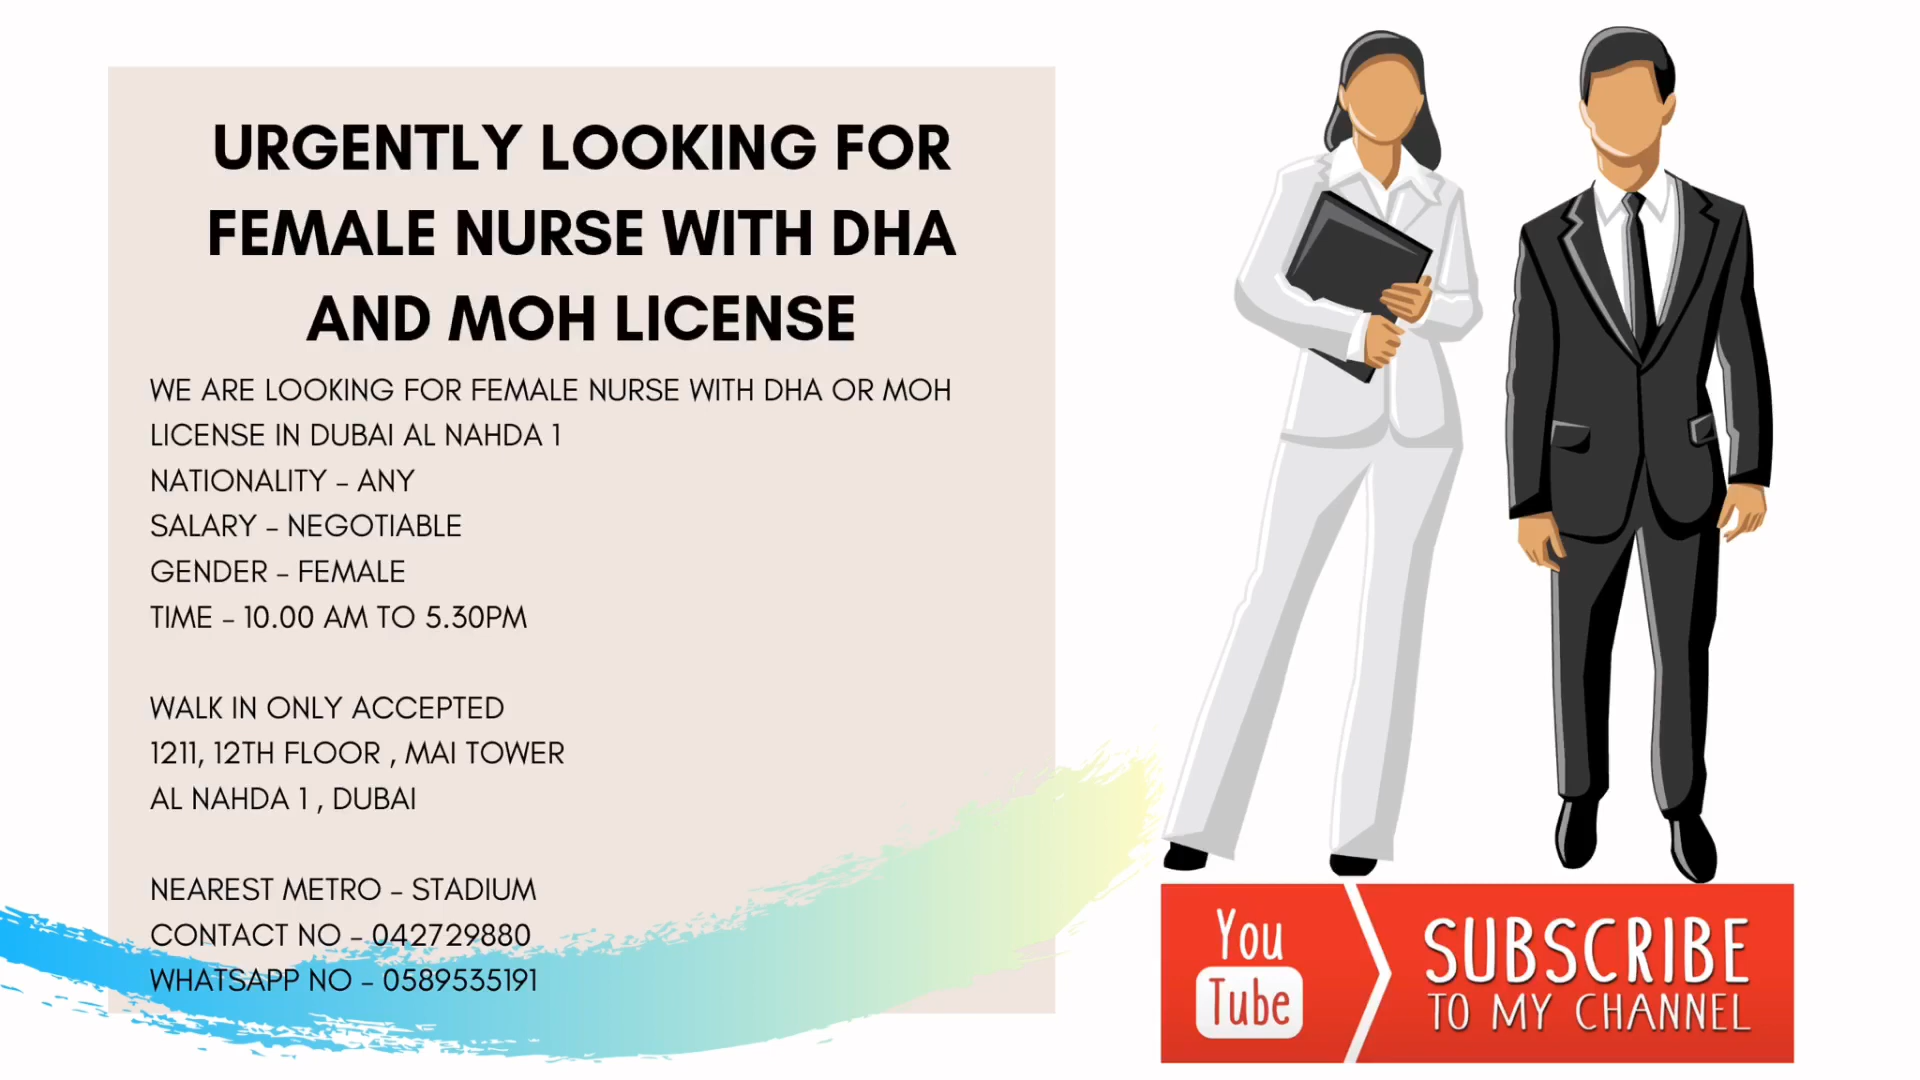 URGENTLY LOOKING FOR
FEMALE NURSE WITH DHA
AND MOH LICENSE
WE ARE LOOKING FOR FEMALE NURSE WITH DHA OR MOH
LICENSE IN DUBAI AL NAHDA 1
NATIONALITY – ANY
SALARY – NEGOTIABLE
GENDER – FEMALE
TIME – 10.00 AM TO 5.30PM
WALK IN ONLY ACCEPTED
1211, 12TH FLOOR , MAI TOWER
AL NAHDA 1 , DUBAI
NEAREST METRO – STADIUM
CONTACT NO – 042729880
WHATSAPP NO – 0589535191
You
Tube
SUBSCRIBE
TO MY CHANNEL